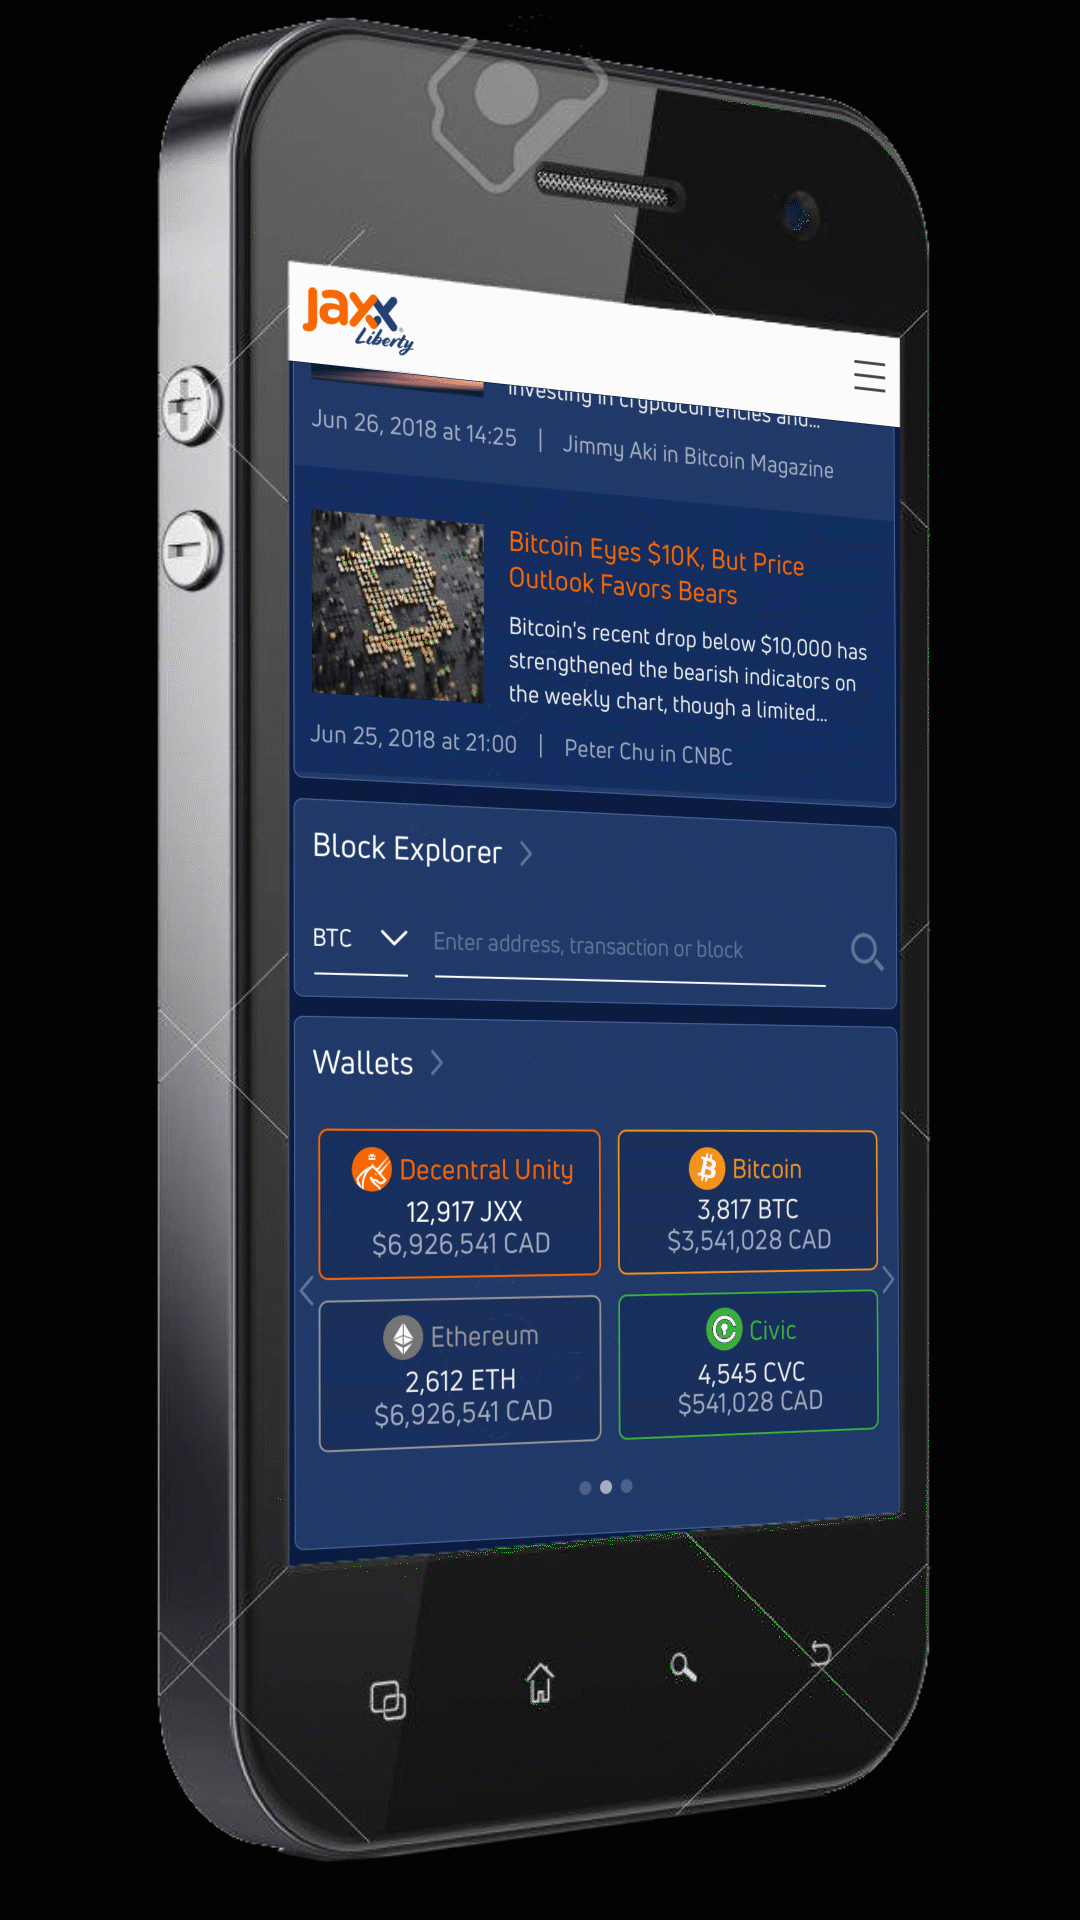 Jaxx
Liberty
investing in cryptocurrencies and...
Jun 26, 2018 at 14:25 | Jimmy Aki in Bitcoin Magazine
Bitcoin Eyes $10K, But Price
Outlook Favors Bears
Bitcoin's recent drop below $10,000 has
strengthened the bearish indicators on
the weekly chart, though a limited...
Jun 25, 2018 at 21:00 | Peter Chu in CNBC
Block Explorer
BTC
Enter address, transaction or block
Wallets
Decentral Unity
12,917 JXX
$6,926,541 CAD
Bitcoin
3,817 BTC
$3,541,028 CAD
Ethereum
2,612 ETH
$6,926,541 CAD
Civic
4,545 CVC
$541,028 CAD